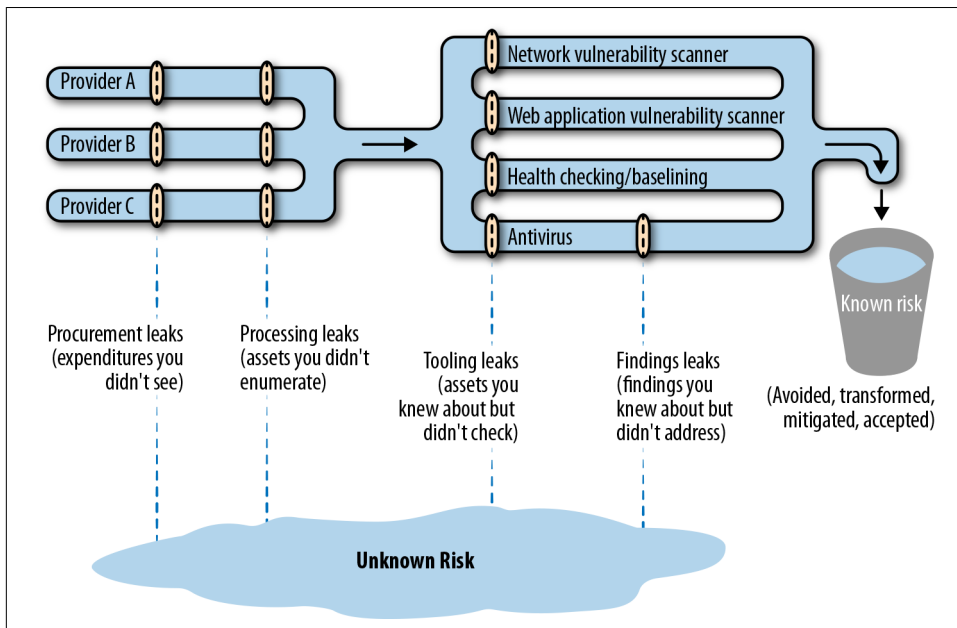 Provider A
Provider B
Provider C
Network vulnerability scanner
Web application vulnerability scanner
Health checking/baselining
Antivirus
Known risk
Procurement leaks
(expenditures you
didn't see)
Processing leaks
(assets you didn't
enumerate)
Tooling leaks
(assets you
knew about but
didn't check)
Findings leaks
(findings you
knew about but
didn't address)
(Avoided, transformed,
mitigated, accepted)
Unknown Risk